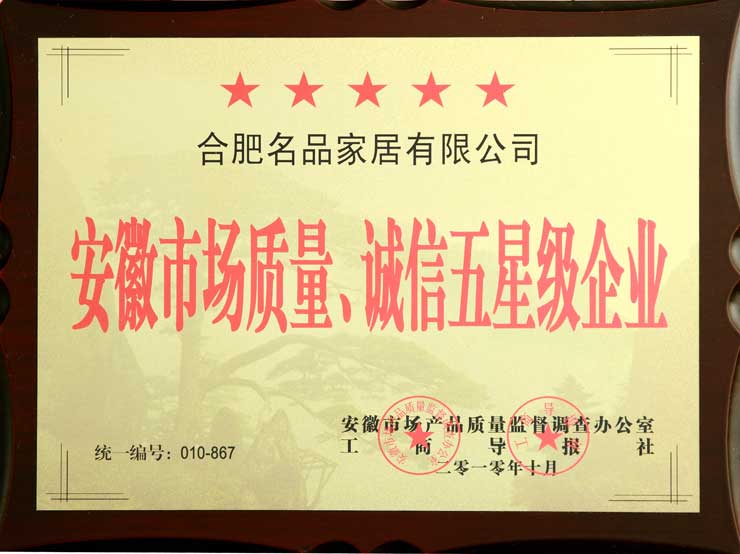 ★★★★★
合肥名品家居有限公司
安徽市场质量、诚信五星级企业
安徽市场产品质量监督调查办公室
工商导报社
统一编号：010-867
二零一零年十月